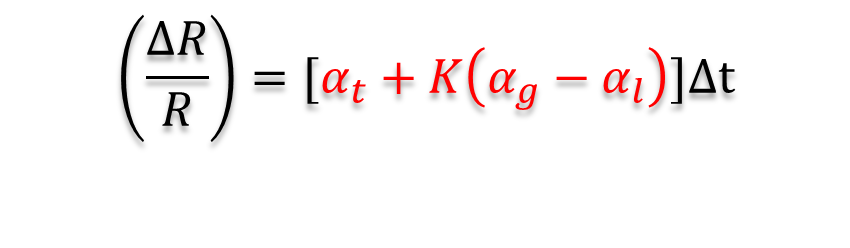 (ΔR/R) = [α_t + K(α_g − α_l)]Δt